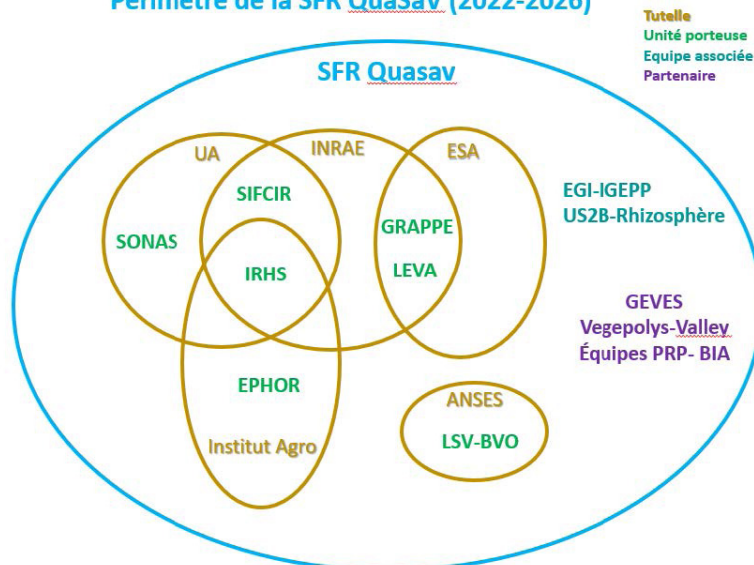 Périmètre de la SFR QuaSaV (2022-2026)
Tutelle
Unité porteuse
Equipe associée
Partenaire
SFR Quasav
UA
INRAE
ESA
SIFCIR
EGI-IGEPP
US2B-Rhizosphère
SONAS
GRAPPE
IRHS
LEVA
GEVES
Vegepolys-Valley
Équipes PRP- BIA
EPHOR
ANSES
Institut Agro
LSV-BVO